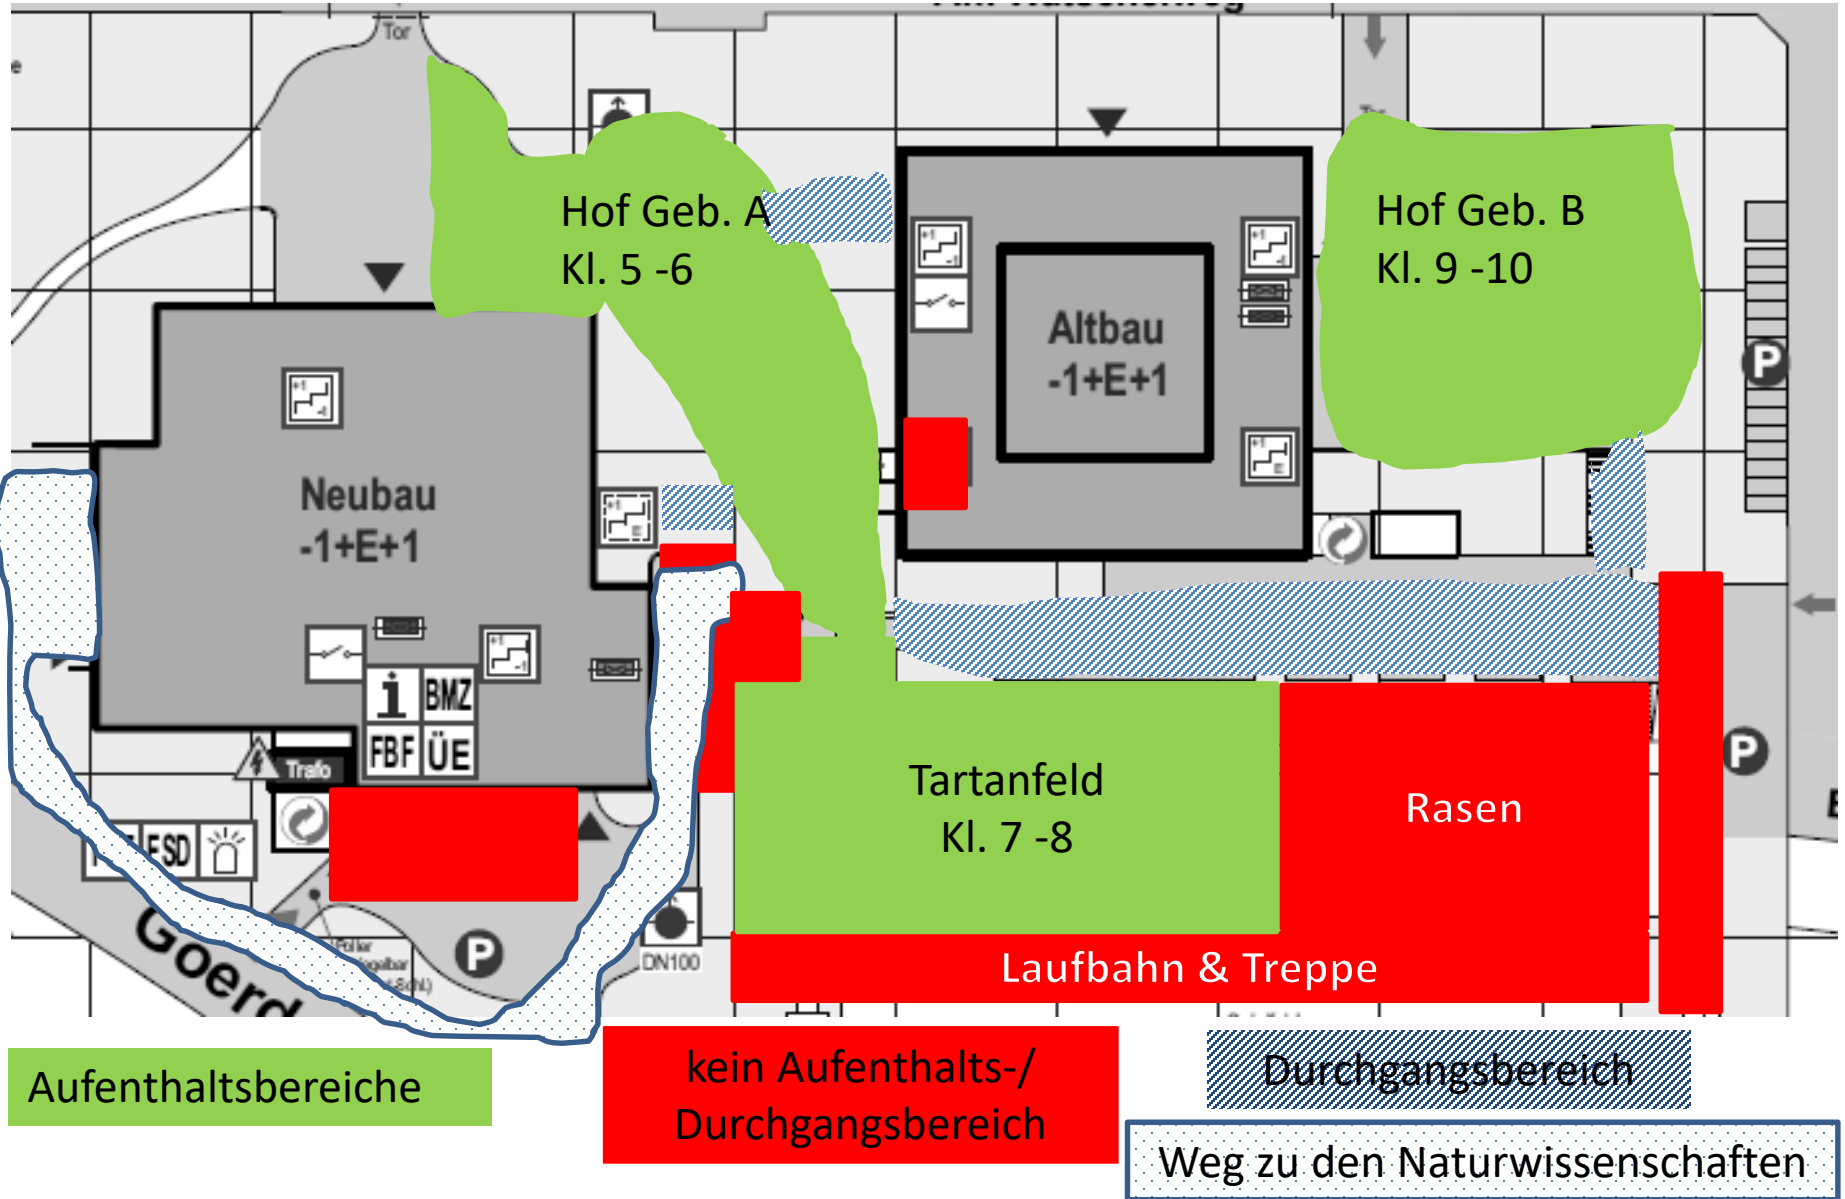 Tor
Hof Geb. A
Kl. 5 -6
Hof Geb. B
Kl. 9 -10
Altbau
-1+E+1
P
Neubau
-1+E+1
i BMZ
FBF ÜE
Trafo
FSD
Tartanfeld
Kl. 7 -8
Rasen
P
P
DN100
Goerd
Laufbahn & Treppe
Aufenthaltsbereiche
kein Aufenthalts-/
Durchgangsbereich
Durchgangsbereich
Weg zu den Naturwissenschaften